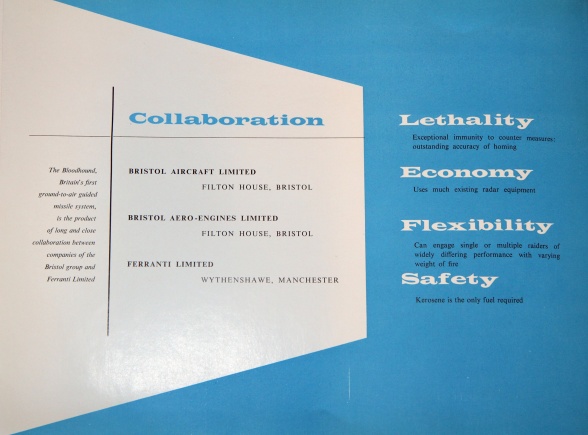 Collaboration
The Bloodhound,
Britain's first
ground-to-air guided
missile system,
is the product
of long and close
collaboration between
companies of the
Bristol group and
Ferranti Limited
BRISTOL AIRCRAFT LIMITED
FILTON HOUSE, BRISTOL
BRISTOL AERO-ENGINES LIMITED
FILTON HOUSE, BRISTOL
FERRANTI LIMITED
WYTHENSHAWE, MANCHESTER
Lethality
Exceptional immunity to counter measures:
outstanding accuracy of homing
Economy
Uses much existing radar equipment
Flexibility
Can engage single or multiple raiders of
widely differing performance with varying
weight of fire
Safety
Kerosene is the only fuel required